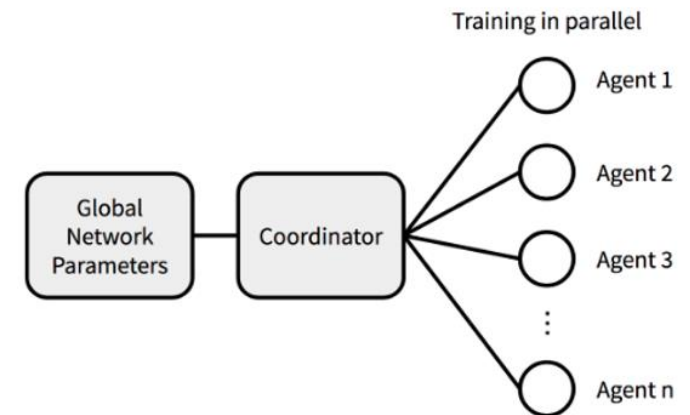 Training in parallel
Global
Network
Parameters
Coordinator
Agent 1
Agent 2
Agent 3
⋮
Agent n